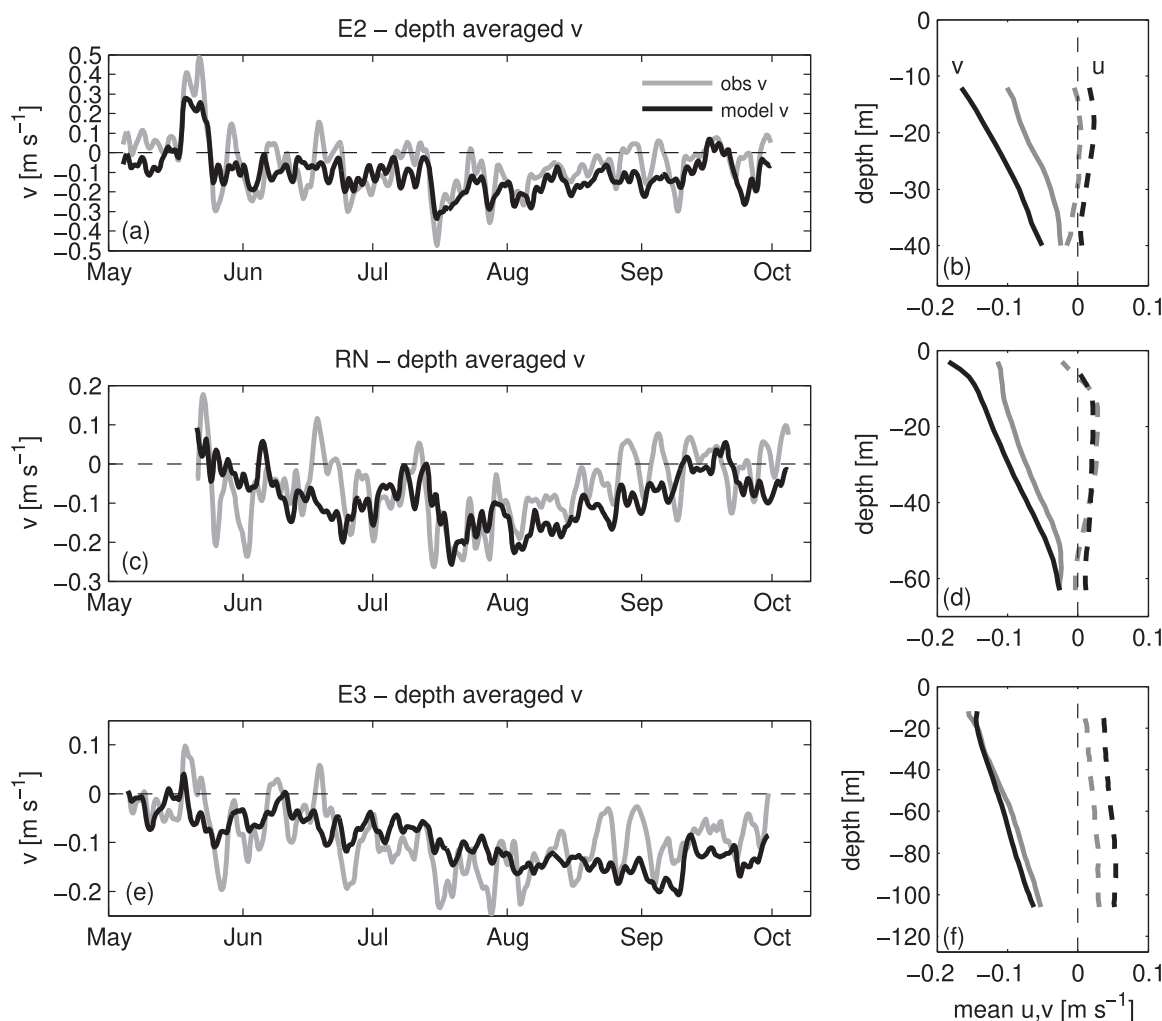 E2 – depth averaged v
v [m s⁻¹]
0.5
0.4
0.3
0.2
0.1
0
−0.1
−0.2
−0.3
−0.4
−0.5
obs v
model v
(a)
May Jun Jul Aug Sep Oct
depth [m]
0
−10
−20
−30
−40
v
u
(b)
−0.2 −0.1 0 0.1
RN – depth averaged v
v [m s⁻¹]
0.2
0.1
0
−0.1
−0.2
−0.3
(c)
May Jun Jul Aug Sep Oct
depth [m]
0
−20
−40
−60
(d)
−0.2 −0.1 0 0.1
E3 – depth averaged v
v [m s⁻¹]
0.1
0
−0.1
−0.2
(e)
May Jun Jul Aug Sep Oct
depth [m]
0
−20
−40
−60
−80
−100
−120
(f)
−0.2 −0.1 0 0.1
mean u,v [m s⁻¹]